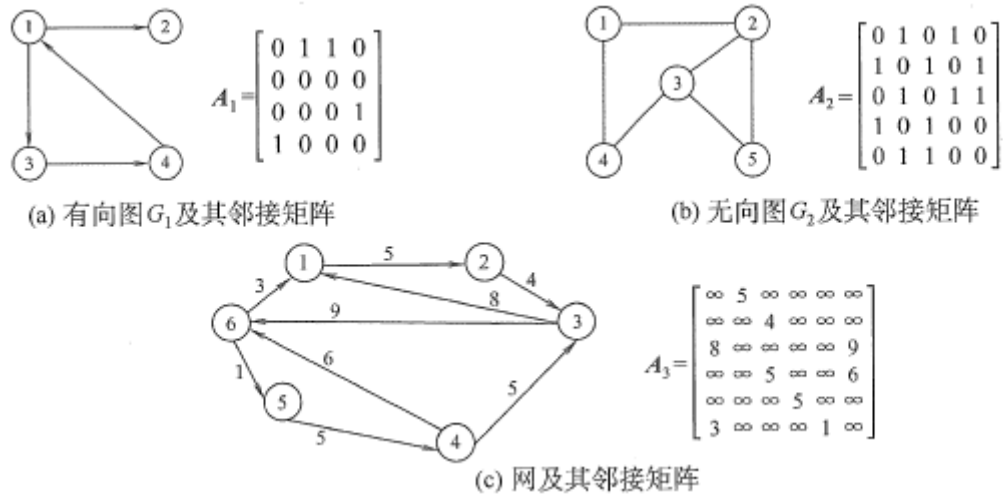 1 2
3 4
A₁=
0 1 1 0
0 0 0 0
0 0 0 1
1 0 0 0
(a) 有向图G₁及其邻接矩阵
1 2
3
4 5
A₂=
0 1 0 1 0
1 0 1 0 1
0 1 0 1 1
1 0 1 0 0
0 1 1 0 0
(b) 无向图G₂及其邻接矩阵
1 5 2
3 4
8
6 9 3
6
1
5 5
5 4
A₃=
∞ 5 ∞ ∞ ∞ ∞
∞ ∞ 4 ∞ ∞ ∞
8 ∞ ∞ ∞ ∞ 9
∞ ∞ 5 ∞ ∞ 6
∞ ∞ ∞ 5 ∞ ∞
3 ∞ ∞ ∞ 1 ∞
(c) 网及其邻接矩阵